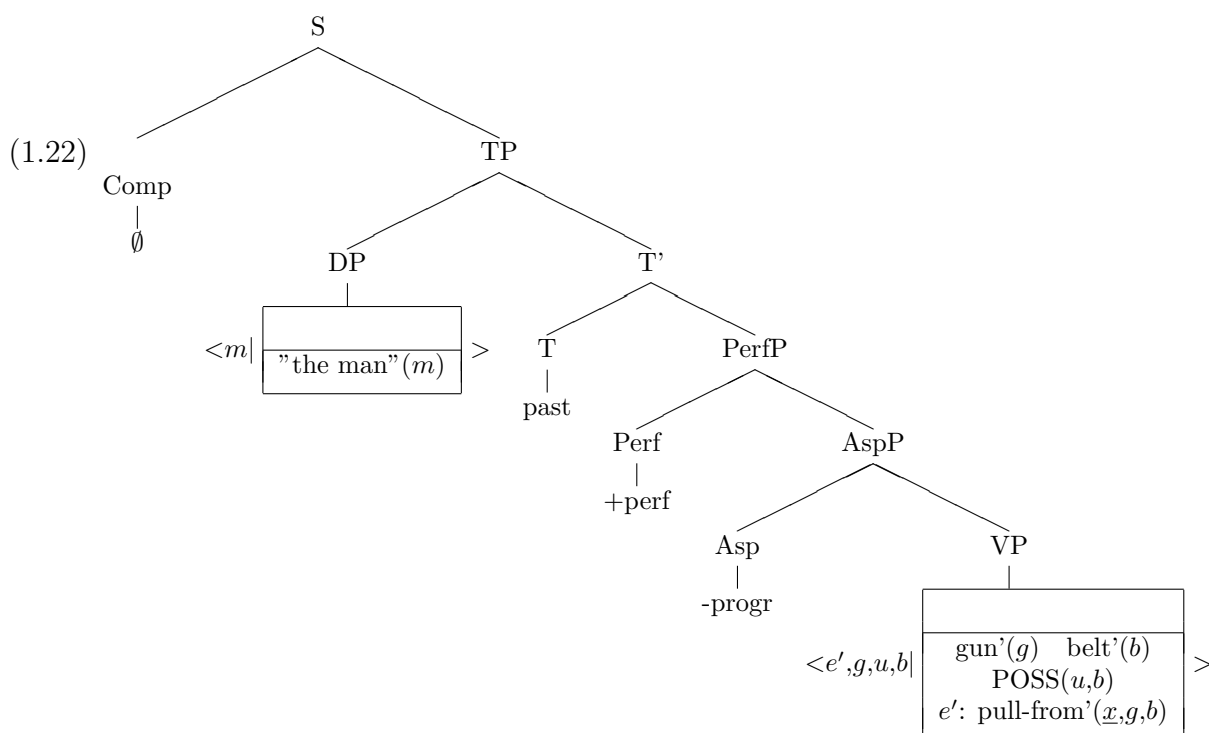 S
(1.22)
TP
Comp
∅
DP
T'
<m|
"the man"(m)
>
T
PerfP
past
Perf
AspP
+perf
Asp
VP
-progr
<e′,g,u,b|
gun'(g) belt'(b)
POSS(u,b)
e′: pull-from'(x,g,b)
>